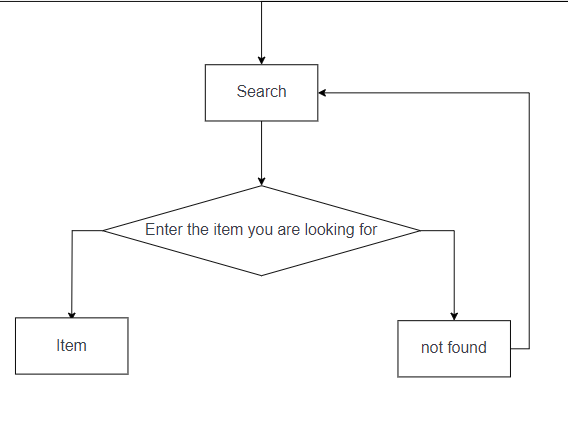 Search
Enter the item you are looking for
Item
not found